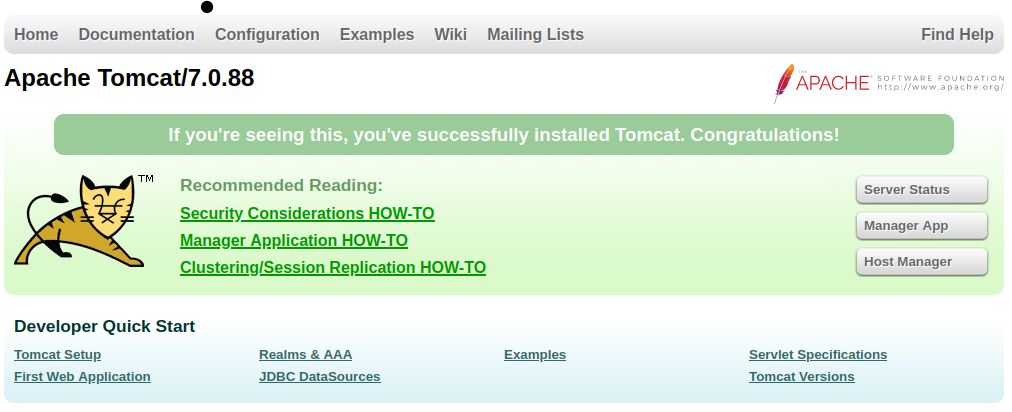 Home Documentation Configuration Examples Wiki Mailing Lists Find Help
Apache Tomcat/7.0.88
THE APACHE® SOFTWARE FOUNDATION
http://www.apache.org/
If you're seeing this, you've successfully installed Tomcat. Congratulations!
TM
Recommended Reading:
Security Considerations HOW-TO
Manager Application HOW-TO
Clustering/Session Replication HOW-TO
Server Status
Manager App
Host Manager
Developer Quick Start
Tomcat Setup Realms & AAA Examples Servlet Specifications
First Web Application JDBC DataSources Tomcat Versions